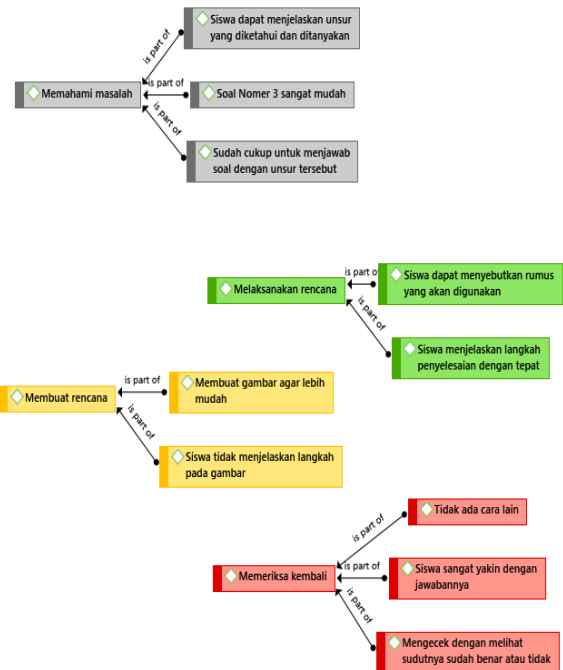 Siswa dapat menjelaskan unsur
yang diketahui dan ditanyakan
is part of
Memahami masalah
is part of
Soal Nomer 3 sangat mudah
is part of
Sudah cukup untuk menjawab
soal dengan unsur tersebut
Melaksanakan rencana
is part of
Siswa dapat menyebutkan rumus
yang akan digunakan
is part of
Siswa menjelaskan langkah
penyelesaian dengan tepat
Membuat rencana
is part of
Membuat gambar agar lebih
mudah
is part of
Siswa tidak menjelaskan langkah
pada gambar
Tidak ada cara lain
is part of
Memeriksa kembali
is part of
Siswa sangat yakin dengan
jawabannya
is part of
Mengecek dengan melihat
sudutnya sudah benar atau tidak